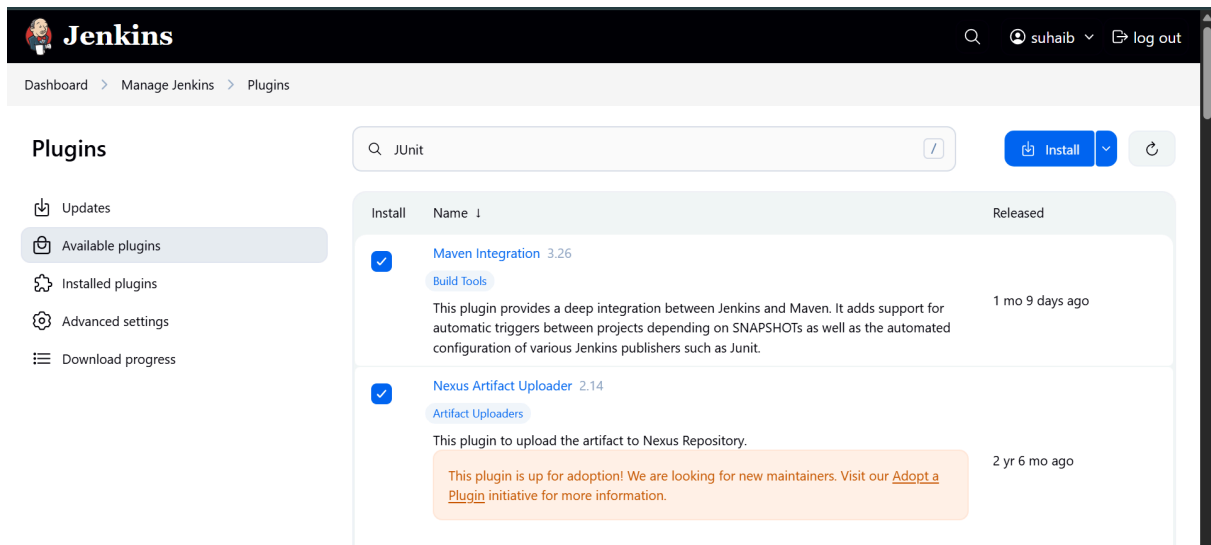 Jenkins
suhaib
log out
Dashboard > Manage Jenkins > Plugins
Plugins
JUnit
/
Install
Updates
Available plugins
Installed plugins
Advanced settings
Download progress
Install Name ↓ Released
Maven Integration 3.26
Build Tools
This plugin provides a deep integration between Jenkins and Maven. It adds support for
automatic triggers between projects depending on SNAPSHOTs as well as the automated
configuration of various Jenkins publishers such as Junit.
1 mo 9 days ago
Nexus Artifact Uploader 2.14
Artifact Uploaders
This plugin to upload the artifact to Nexus Repository.
This plugin is up for adoption! We are looking for new maintainers. Visit our Adopt a
Plugin initiative for more information.
2 yr 6 mo ago